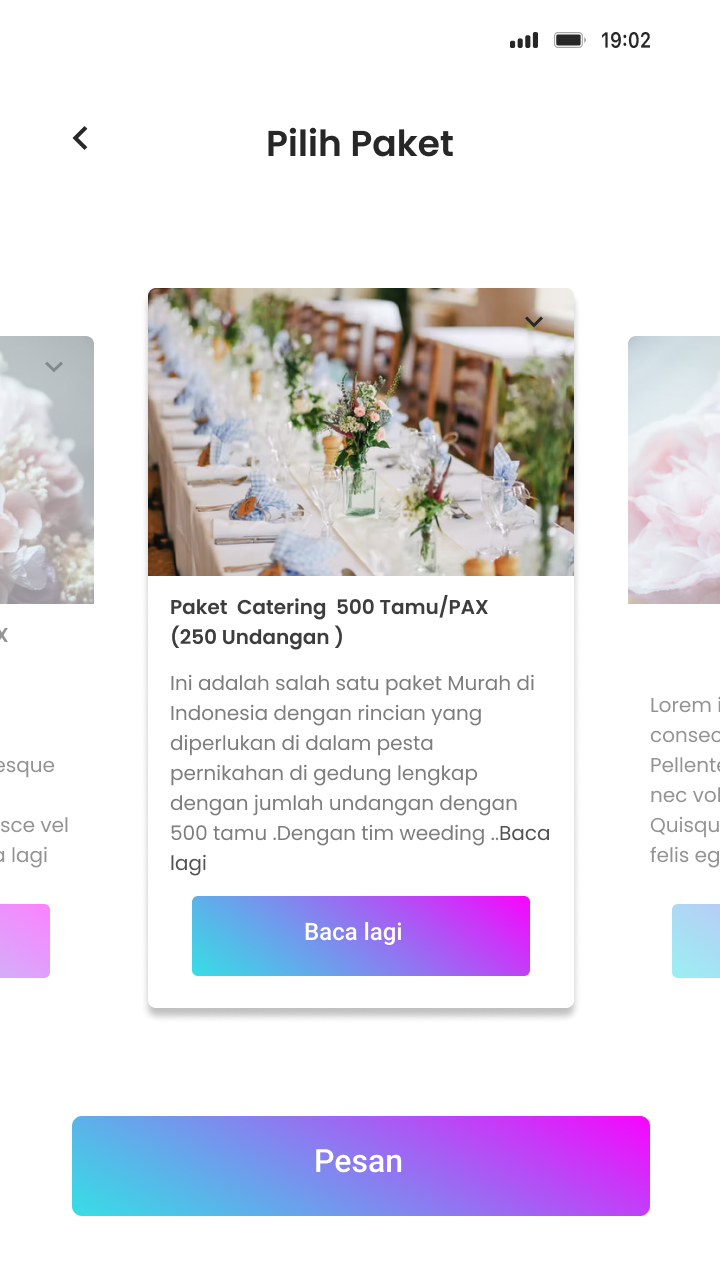 19:02
Pilih Paket
Paket Catering 500 Tamu/PAX
(250 Undangan )
Ini adalah salah satu paket Murah di
Indonesia dengan rincian yang
diperlukan di dalam pesta
pernikahan di gedung lengkap
dengan jumlah undangan dengan
500 tamu .Dengan tim weeding ..Baca
lagi
Baca lagi
X
esque
sce vel
a lagi
Lorem i
consec
Pellente
nec vol
Quisqu
felis eg
Pesan